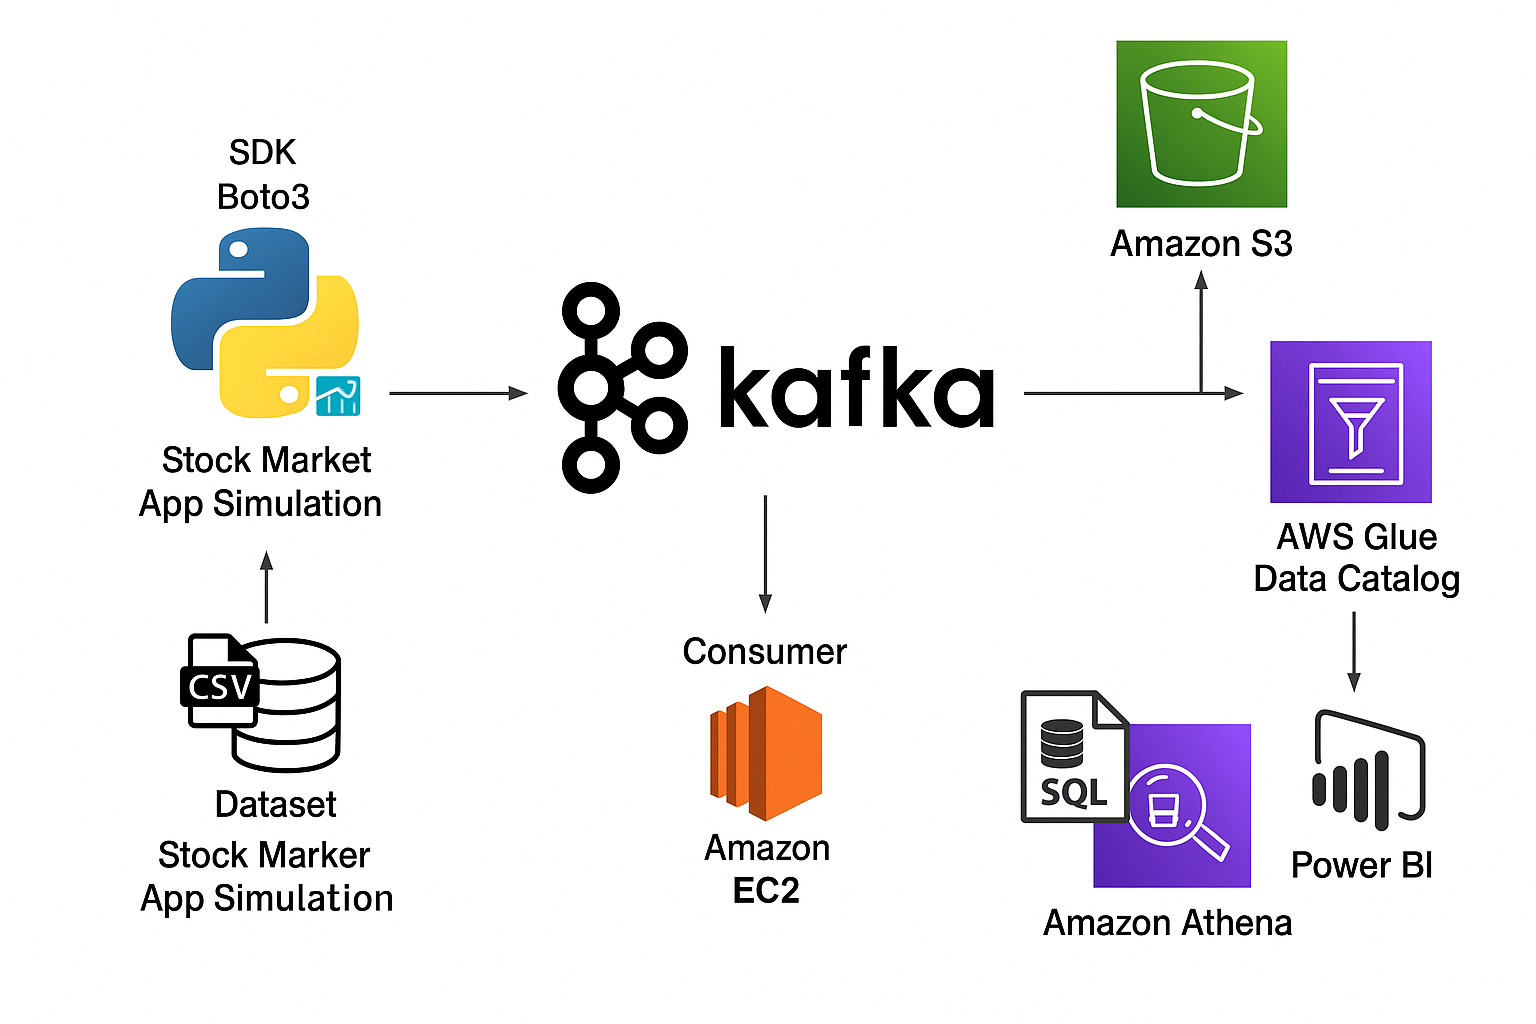 SDK
Boto3
Stock Market
App Simulation
CSV
Dataset
Stock Marker
App Simulation
kafka
Consumer
Amazon
EC2
Amazon S3
AWS Glue
Data Catalog
SQL
Amazon Athena
Power BI